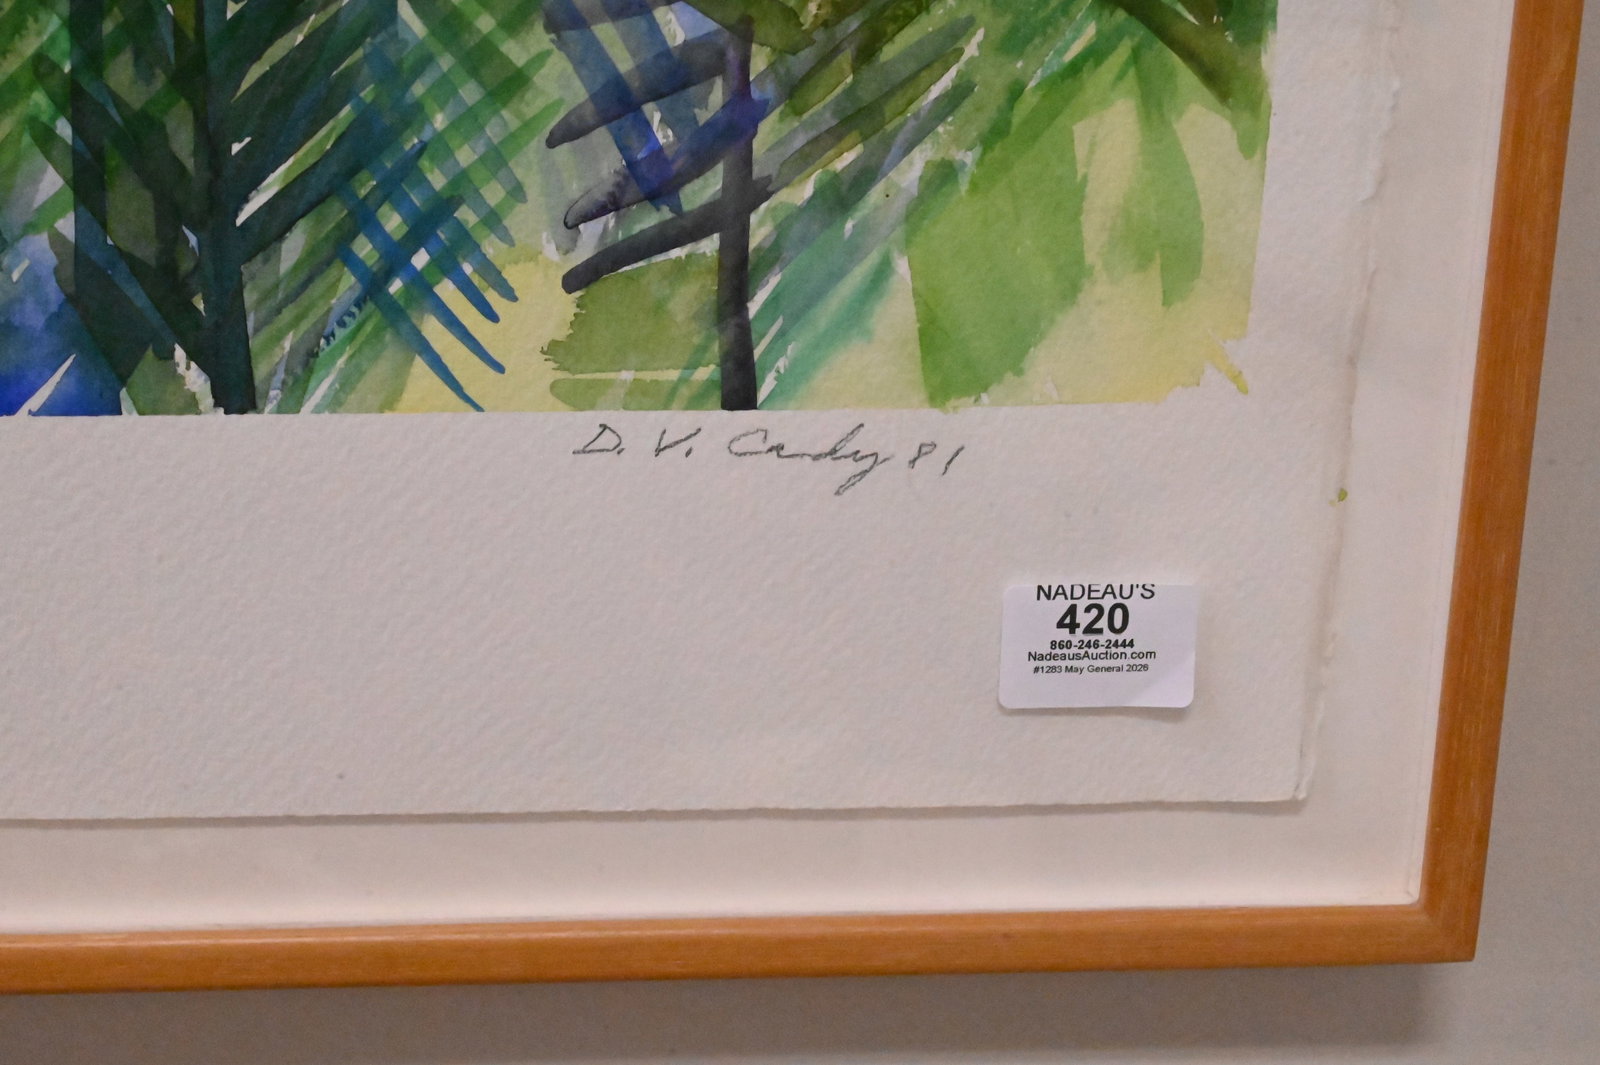 D. V. Cady 81
NADEAU'S
420
860-246-2444
NadeausAuction.com
#1283 May General 2026